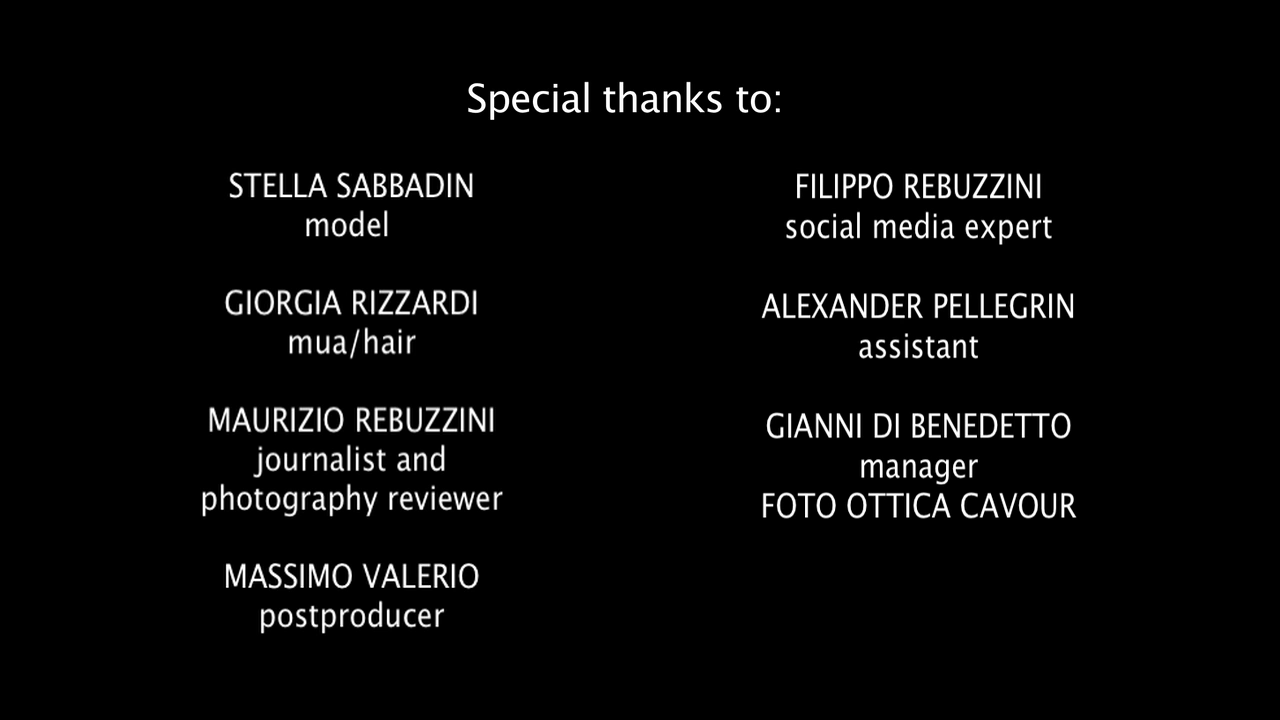 Special thanks to:
STELLA SABBADIN
model
GIORGIA RIZZARDI
mua/hair
MAURIZIO REBUZZINI
journalist and
photography reviewer
MASSIMO VALERIO
postproducer
FILIPPO REBUZZINI
social media expert
ALEXANDER PELLEGRIN
assistant
GIANNI DI BENEDETTO
manager
FOTO OTTICA CAVOUR